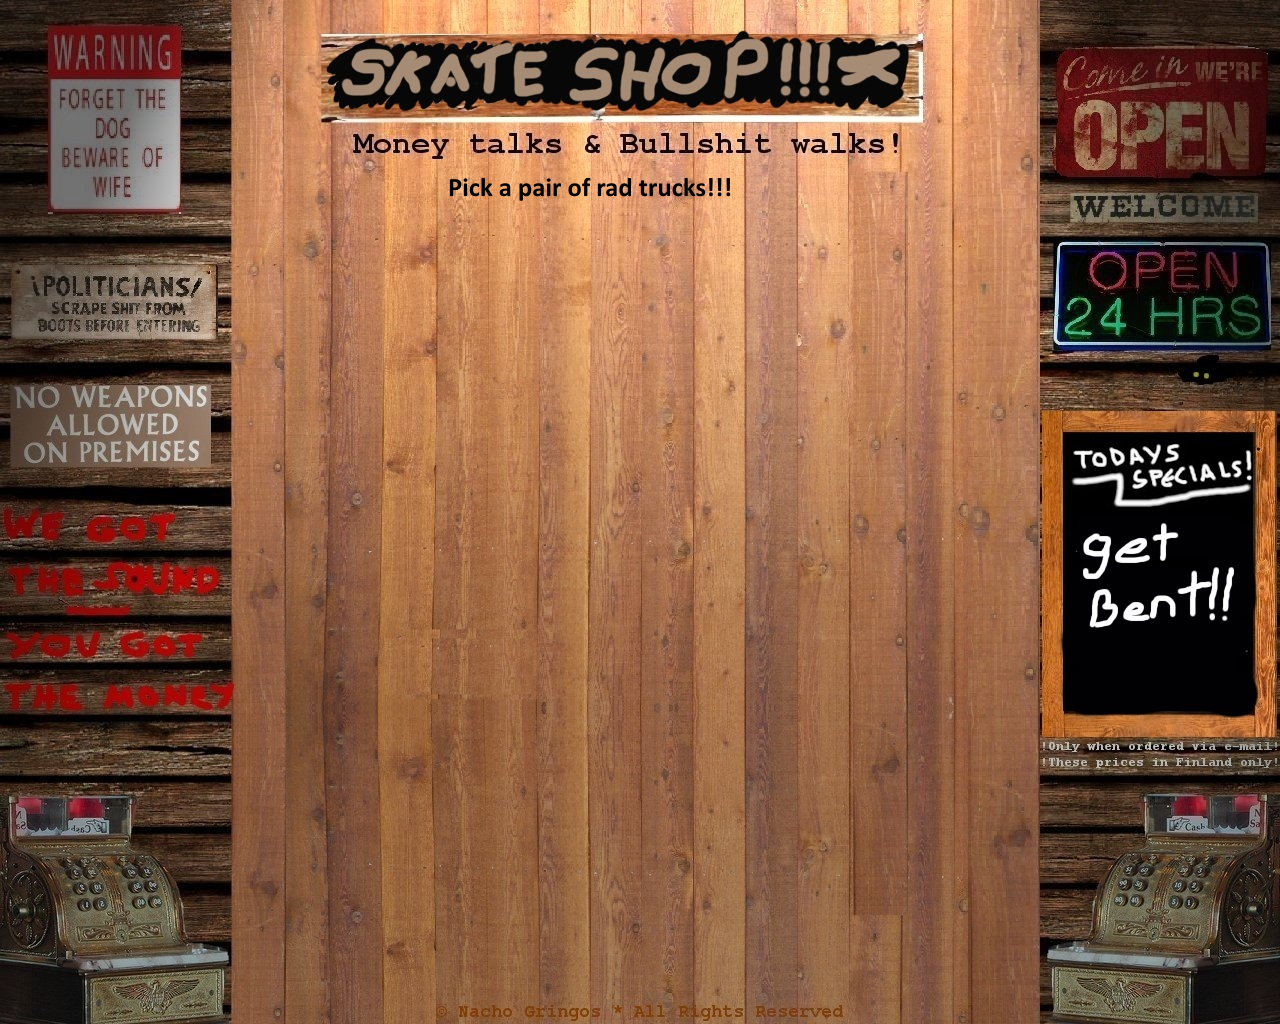 SKATE SHOP!!!
Money talks & Bullshit walks!
Pick a pair of rad trucks!!!
WARNING
FORGET THE
DOG
BEWARE OF
WIFE
\POLITICIANS/
SCRAPE SHIT FROM
BOOTS BEFORE ENTERING
NO WEAPONS
ALLOWED
ON PREMISES
WE GOT
THE SOUND
YOU GOT
THE MONEY
Come in WE'RE
OPEN
WELCOME
OPEN
24 HRS
TODAYS
SPECIALS!
get
Bent!!
!Only when ordered via e-mail!
!These prices in Finland only!
Cash
© Nacho Gringos * All Rights Reserved